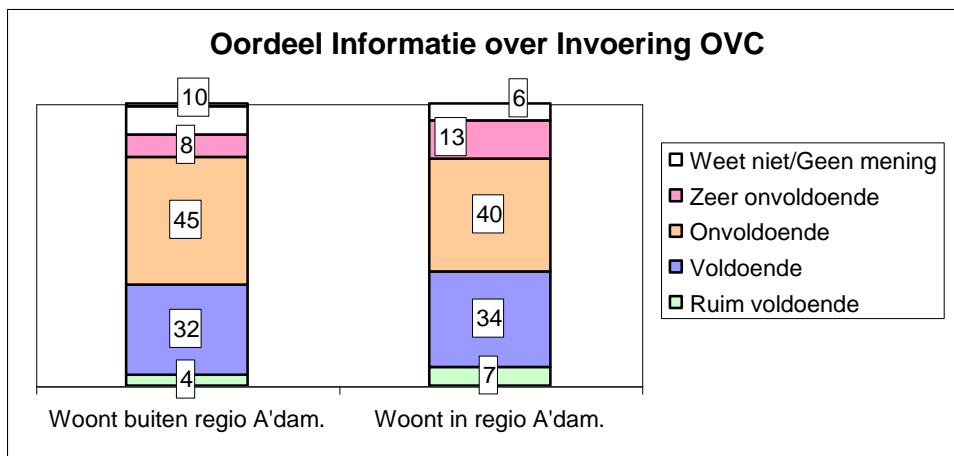 Oordeel Informatie over Invoering OVC
10
8
45
32
4
6
13
40
34
7
Woont buiten regio A'dam.
Woont in regio A'dam.
Weet niet/Geen mening
Zeer onvoldoende
Onvoldoende
Voldoende
Ruim voldoende